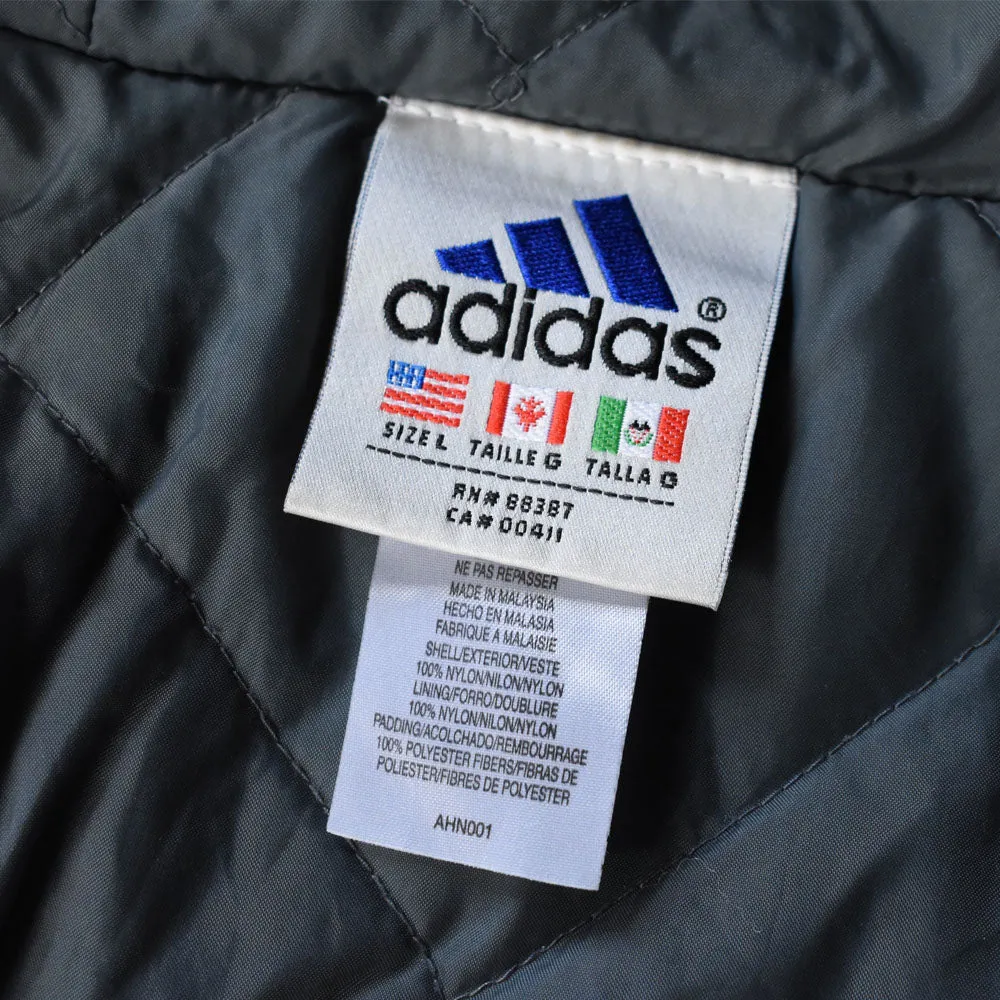 adidas®
SIZE L TAILLE G TALLA G
RN# 88387
CA# 00411
NE PAS REPASSER
MADE IN MALAYSIA
HECHO EN MALASIA
FABRIQUE A MALAISIE
SHELL/EXTERIOR/VESTE
100% NYLON/NILON/NYLON
LINING/FORRO/DOUBLURE
100% NYLON/NILON/NYLON
PADDING/ACOLCHADO/REMBOURRAGE
100% POLYESTER FIBERS/FIBRAS DE
POLIESTER/FIBRES DE POLYESTER
AHN001